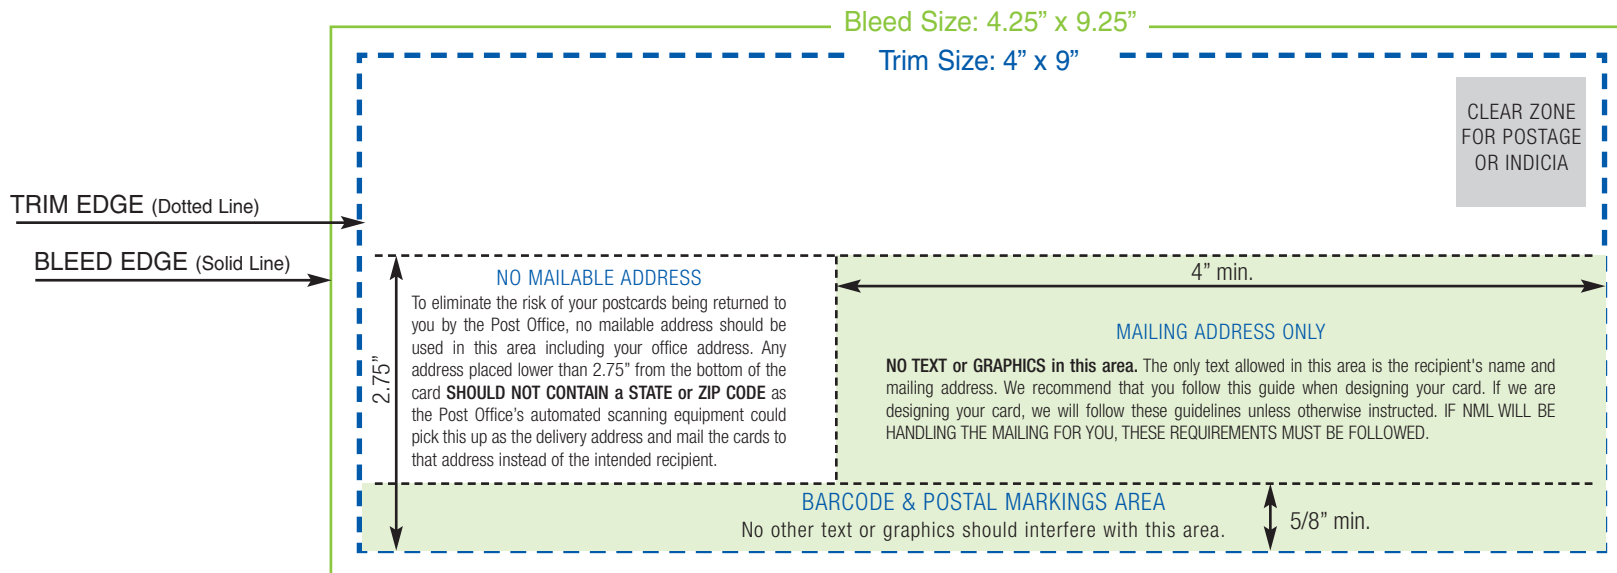 Bleed Size: 4.25” x 9.25”
Trim Size: 4” x 9”
CLEAR ZONE
FOR POSTAGE
OR INDICIA
TRIM EDGE (Dotted Line)
BLEED EDGE (Solid Line)
2.75”
NO MAILABLE ADDRESS
To eliminate the risk of your postcards being returned to
you by the Post Office, no mailable address should be
used in this area including your office address. Any
address placed lower than 2.75” from the bottom of the
card SHOULD NOT CONTAIN a STATE or ZIP CODE as
the Post Office’s automated scanning equipment could
pick this up as the delivery address and mail the cards to
that address instead of the intended recipient.
4” min.
MAILING ADDRESS ONLY
NO TEXT or GRAPHICS in this area. The only text allowed in this area is the recipient's name and
mailing address. We recommend that you follow this guide when designing your card. If we are
designing your card, we will follow these guidelines unless otherwise instructed. IF NML WILL BE
HANDLING THE MAILING FOR YOU, THESE REQUIREMENTS MUST BE FOLLOWED.
BARCODE & POSTAL MARKINGS AREA
No other text or graphics should interfere with this area.
5/8” min.